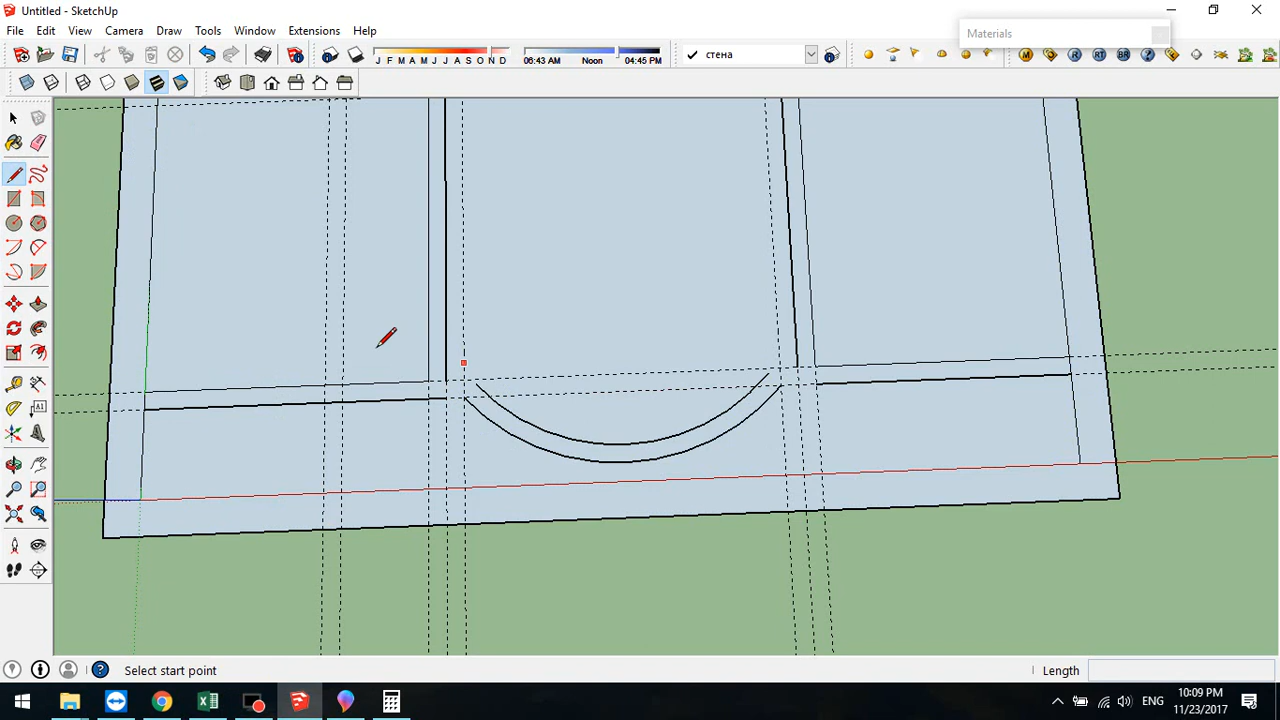 Untitled - SketchUp
File Edit View Camera Draw Tools Window Extensions Help
Materials
J F M A M J J A S O N D
06:43 AM Noon 04:45 PM
стена
Select start point
Length
ENG
10:09 PM
11/23/2017